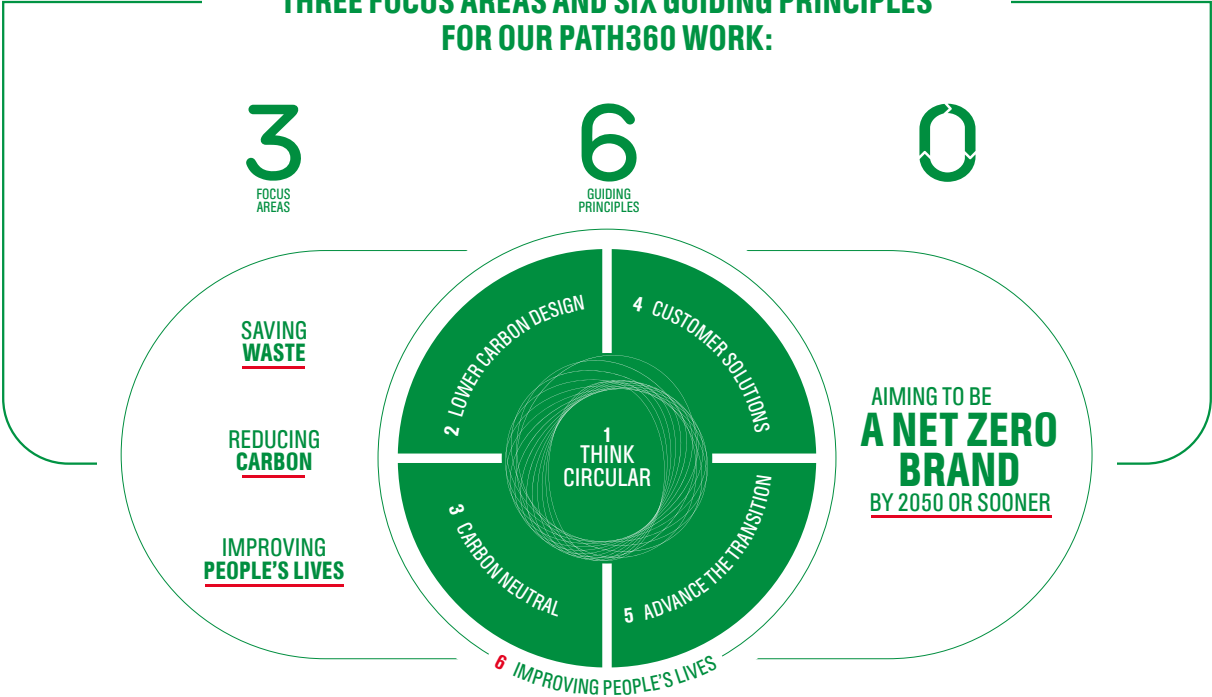 THREE FOCUS AREAS AND SIX GUIDING PRINCIPLES
FOR OUR PATH360 WORK:
3
FOCUS
AREAS
6
GUIDING
PRINCIPLES
0
SAVING
WASTE
REDUCING
CARBON
IMPROVING
PEOPLE'S LIVES
1
THINK
CIRCULAR
2 LOWER CARBON DESIGN
3 CARBON NEUTRAL
4 CUSTOMER SOLUTIONS
5 ADVANCE THE TRANSITION
6 IMPROVING PEOPLE'S LIVES
AIMING TO BE
A NET ZERO
BRAND
BY 2050 OR SOONER